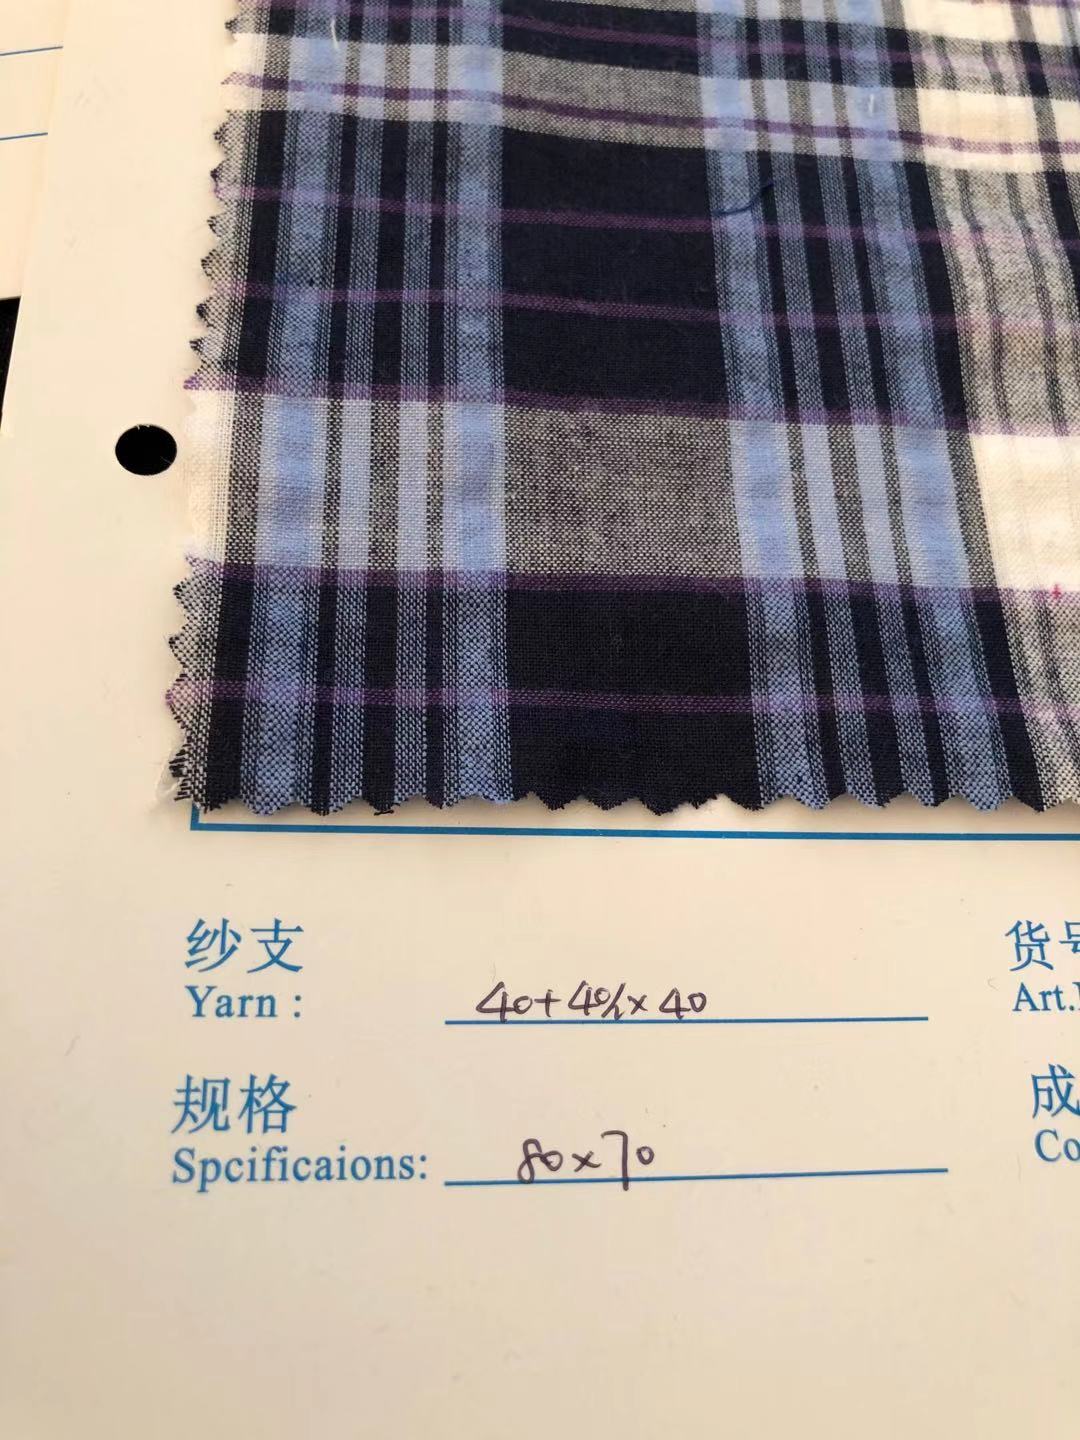 纱支
Yarn : 40+40/2×40
货号
Art.
规格
Spcificaions: 80×70
成
Co